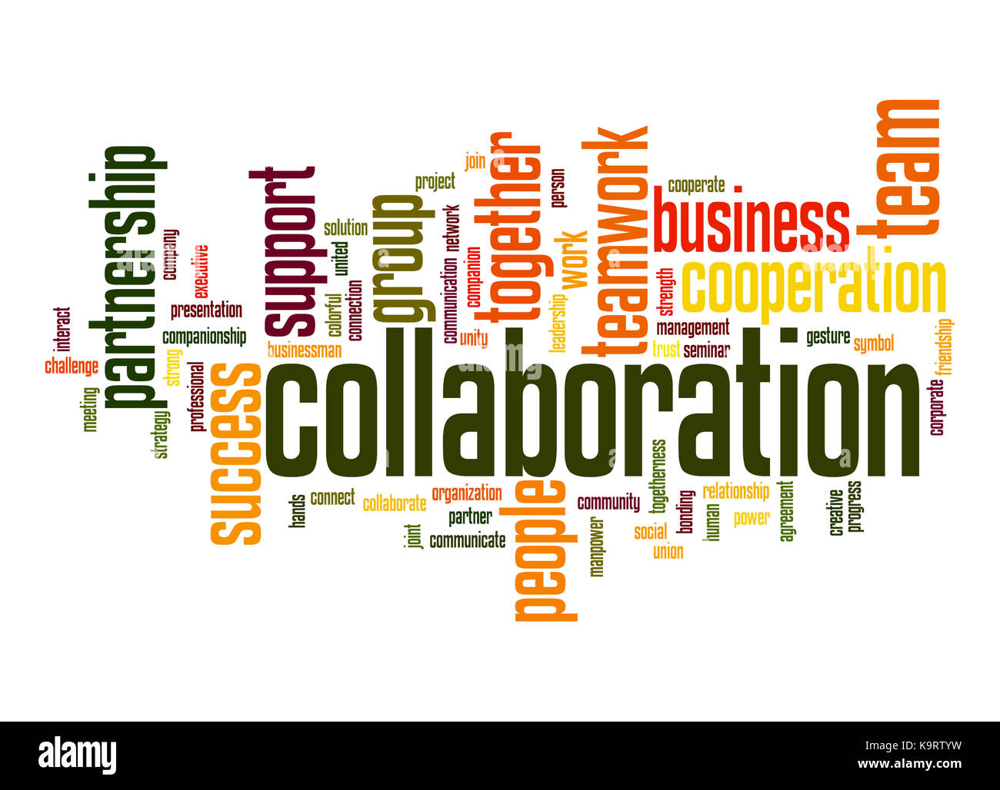 team
teamwork
together
partnership
join
support
person
project
cooperate
business
group
network
solution
company
work
united
executive
communication
companion
cooperation
strength
connection
colorful
leadership
presentation
interact
management
friendship
companionship
unity
gesture
symbol
businessman
trust
seminar
strong
challenge
professional
success
collaboration
corporate
meeting
strategy
togetherness
people
hands
connect
collaborate
organization
community
relationship
agreement
creative
progress
bonding
human
partner
power
joint
communicate
manpower
social
union
alamy
a
alamy
a
alamy
Image ID: K9RTYW
www.alamy.com